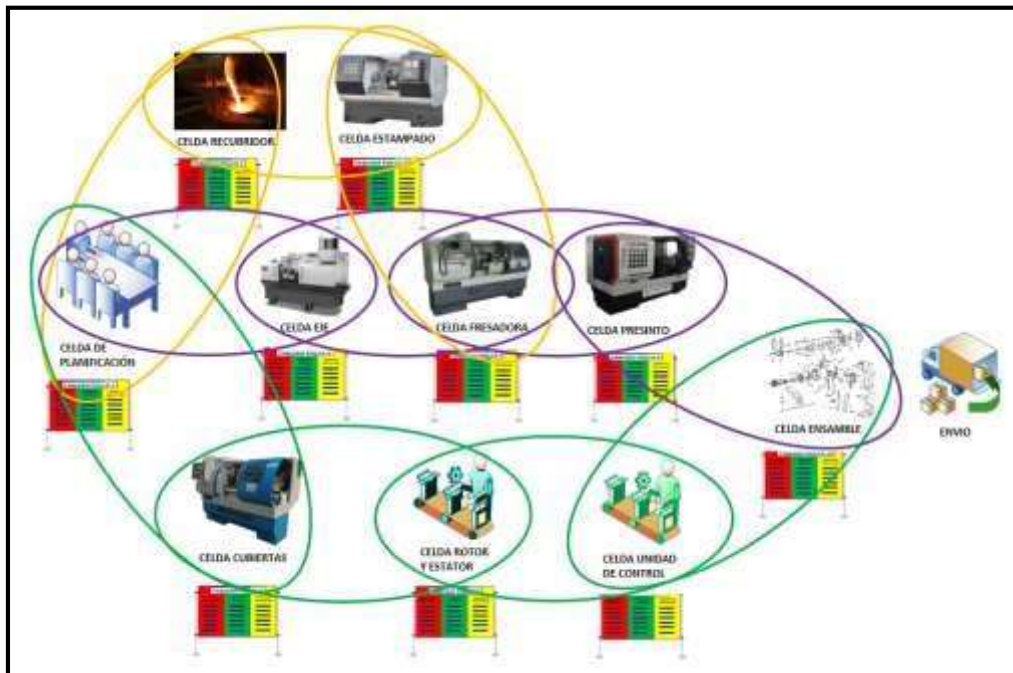 CELDA RECUBRIDOR
CELDA ESTAMPADO
CELDA DE
PLANIFICACIÓN
CELDA EJE
CELDA FRESADORA
CELDA PRESINTO
CELDA ENSAMBLE
ENVIO
CELDA CUBIERTAS
CELDA ROTOR
Y ESTATOR
CELDA UNIDAD
DE CONTROL